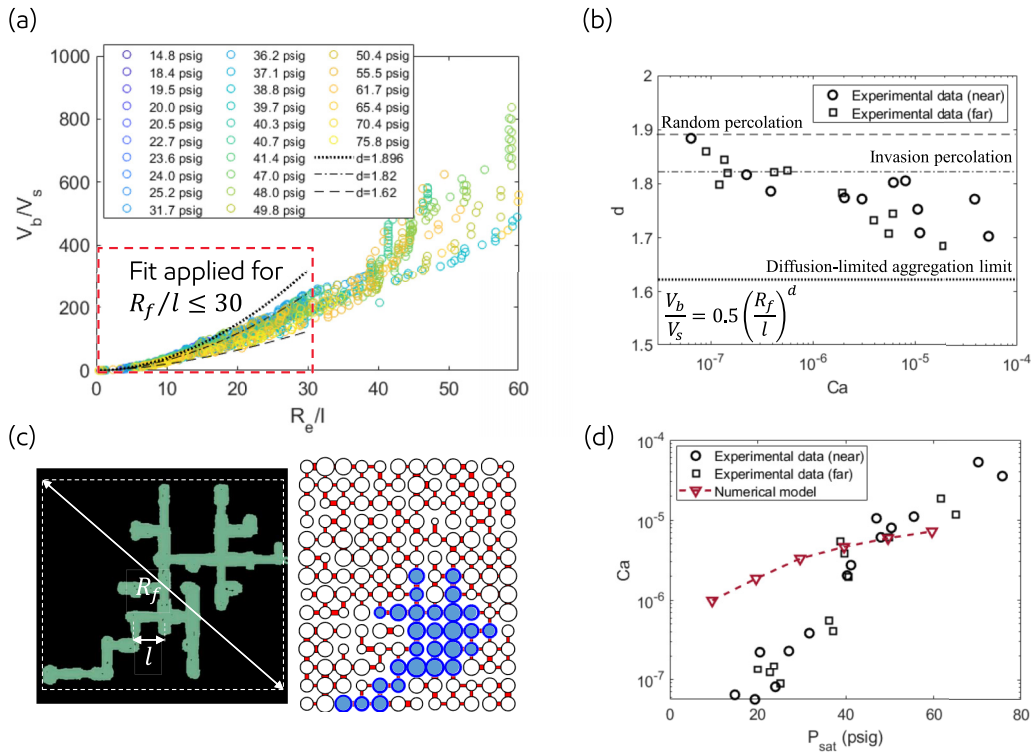 (a)
1000
800
600
400
200
0
V_b/V_s
14.8 psig
18.4 psig
19.5 psig
20.0 psig
20.5 psig
22.7 psig
23.6 psig
24.0 psig
25.2 psig
31.7 psig
36.2 psig
37.1 psig
38.8 psig
39.7 psig
40.3 psig
40.7 psig
41.4 psig
47.0 psig
48.0 psig
49.8 psig
50.4 psig
55.5 psig
61.7 psig
65.4 psig
70.4 psig
75.8 psig
d=1.896
d=1.82
d=1.62
Fit applied for
R_f/l ≤ 30
0 10 20 30 40 50 60
R_e/l
(b)
2
1.9
1.8
1.7
1.6
1.5
d
Experimental data (near)
Experimental data (far)
Random percolation
Invasion percolation
Diffusion-limited aggregation limit
V_b/V_s = 0.5 (R_f/l)^d
10^-7 10^-6 10^-5
Ca
(c)
R_f
l
(d)
10^-4
10^-5
10^-6
10^-7
Ca
Experimental data (near)
Experimental data (far)
Numerical model
0 20 40 60 80
P_sat (psig)